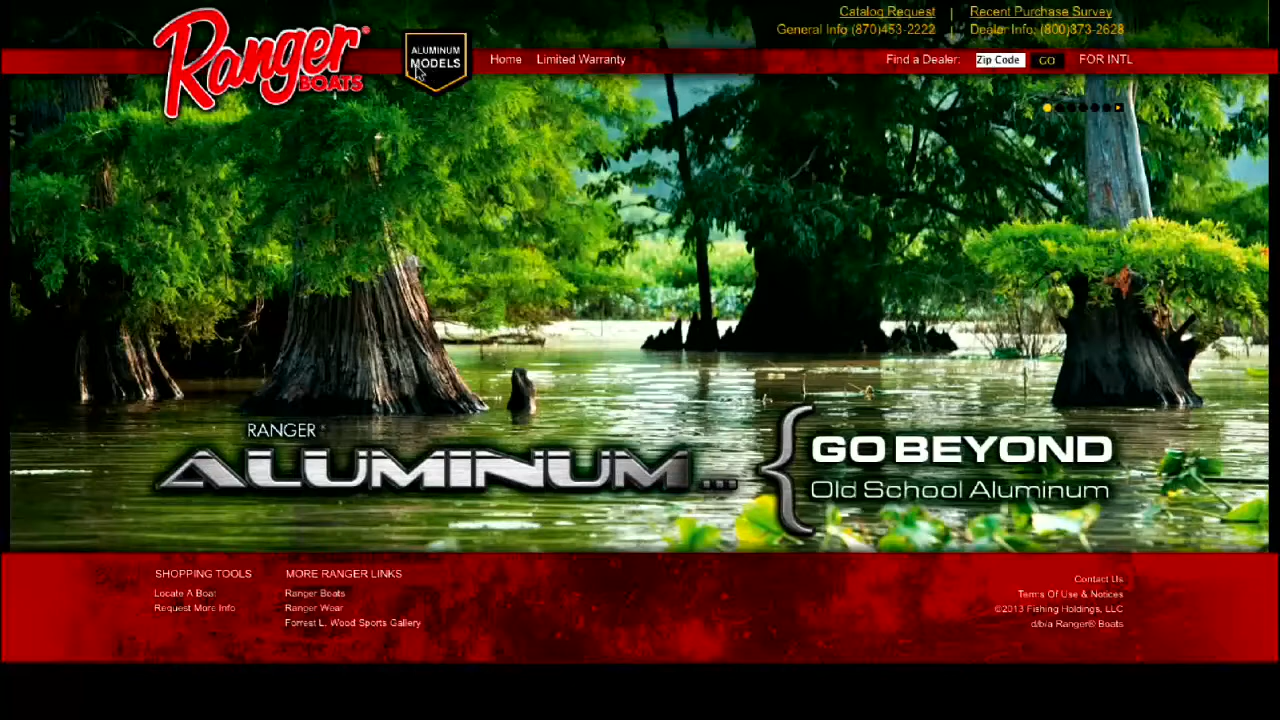 Ranger®
BOATS
ALUMINUM
MODELS
Catalog Request | Recent Purchase Survey
General Info (870)453-2222 | Dealer Info: (800)373-2628
Home Limited Warranty Find a Dealer: Zip Code GO FOR INTL
RANGER®
ALUMINUM...
{ GO BEYOND
Old School Aluminum
SHOPPING TOOLS
Locate A Boat
Request More Info
MORE RANGER LINKS
Ranger Boats
Ranger Wear
Forrest L. Wood Sports Gallery
Contact Us
Terms Of Use & Notices
©2013 Fishing Holdings, LLC
d/b/a Ranger® Boats